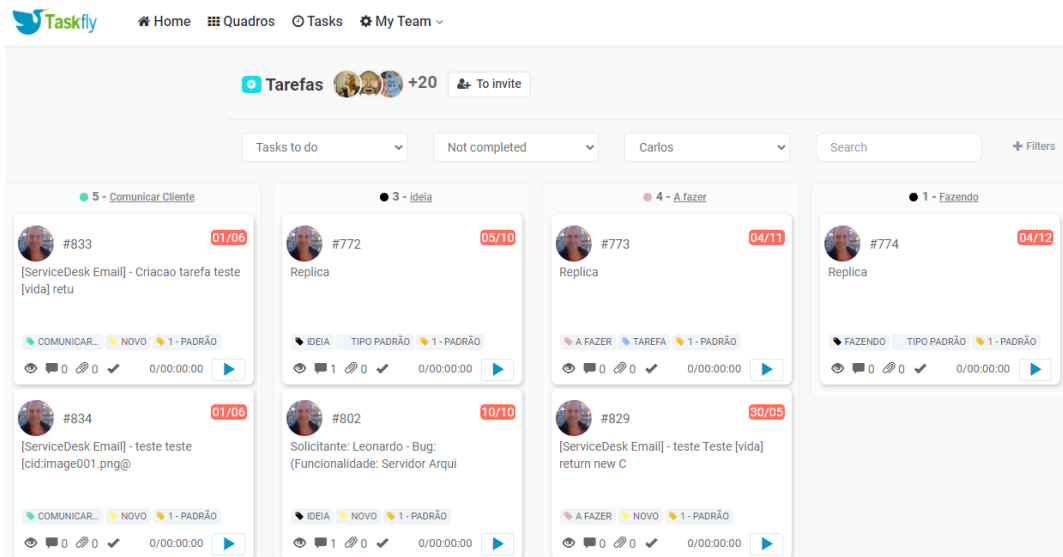 Taskfly
Home Quadros Tasks My Team
Tarefas +20 To invite
Tasks to do Not completed Carlos Search Filters
5 - Comunicar Cliente
#833 01/06
[ServiceDesk Email] - Criacao tarefa teste
[vida] retu
COMUNICAR... NOVO 1 - PADRÃO
0 0 0/00:00:00
#834 01/06
[ServiceDesk Email] - teste teste
[cid:image001.png@
COMUNICAR... NOVO 1 - PADRÃO
0 0 0/00:00:00
3 - ideia
#772 05/10
Replica
IDEIA TIPO PADRÃO 1 - PADRÃO
1 0 0/00:00:00
#802 10/10
Solicitante: Leonardo - Bug:
(Funcionalidade: Servidor Arqui
IDEIA NOVO 1 - PADRÃO
1 0 0/00:00:00
4 - A fazer
#773 04/11
Replica
A FAZER TAREFA 1 - PADRÃO
0 0 0/00:00:00
#829 30/05
[ServiceDesk Email] - teste Teste [vida]
return new C
A FAZER NOVO 1 - PADRÃO
0 0 0/00:00:00
1 - Fazendo
#774 04/12
Replica
FAZENDO TIPO PADRÃO 1 - PADRÃO
0 0 0/00:00:00